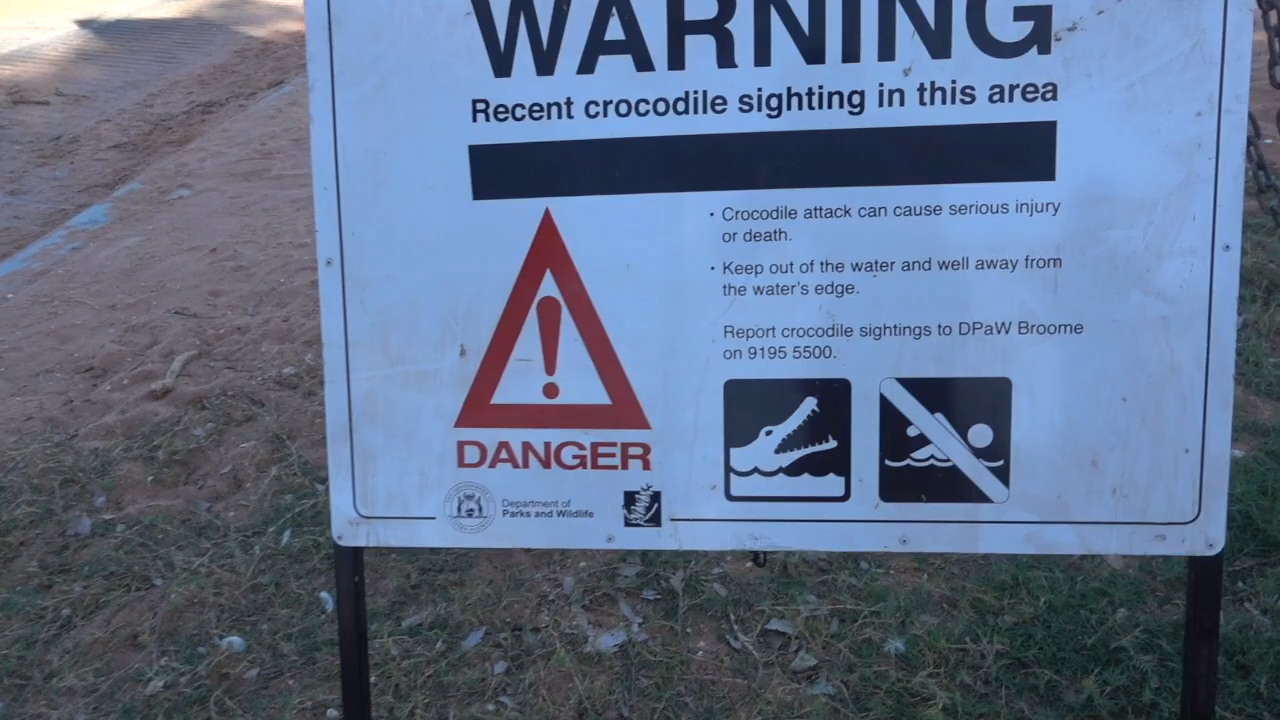 WARNING
Recent crocodile sighting in this area
• Crocodile attack can cause serious injury
or death.
• Keep out of the water and well away from
the water's edge.
Report crocodile sightings to DPaW Broome
on 9195 5500.
DANGER
Department of
Parks and Wildlife